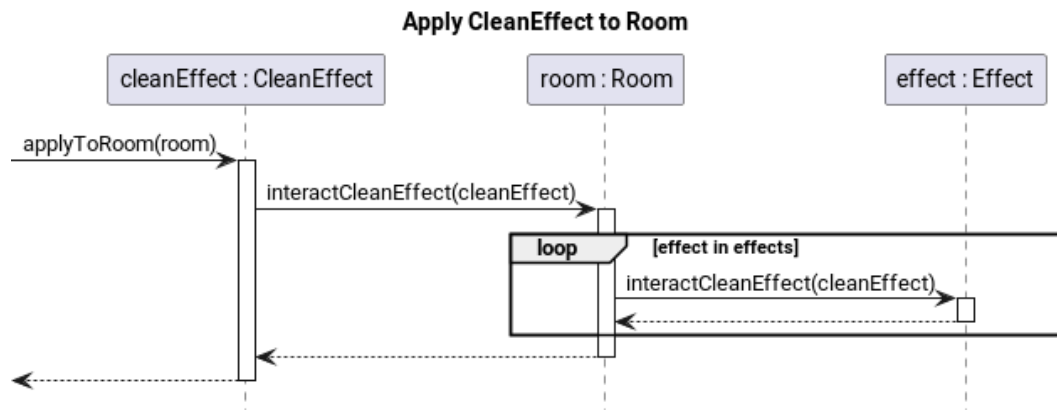 Apply CleanEffect to Room
cleanEffect : CleanEffect
room : Room
effect : Effect
applyToRoom(room)
interactCleanEffect(cleanEffect)
loop
[effect in effects]
interactCleanEffect(cleanEffect)